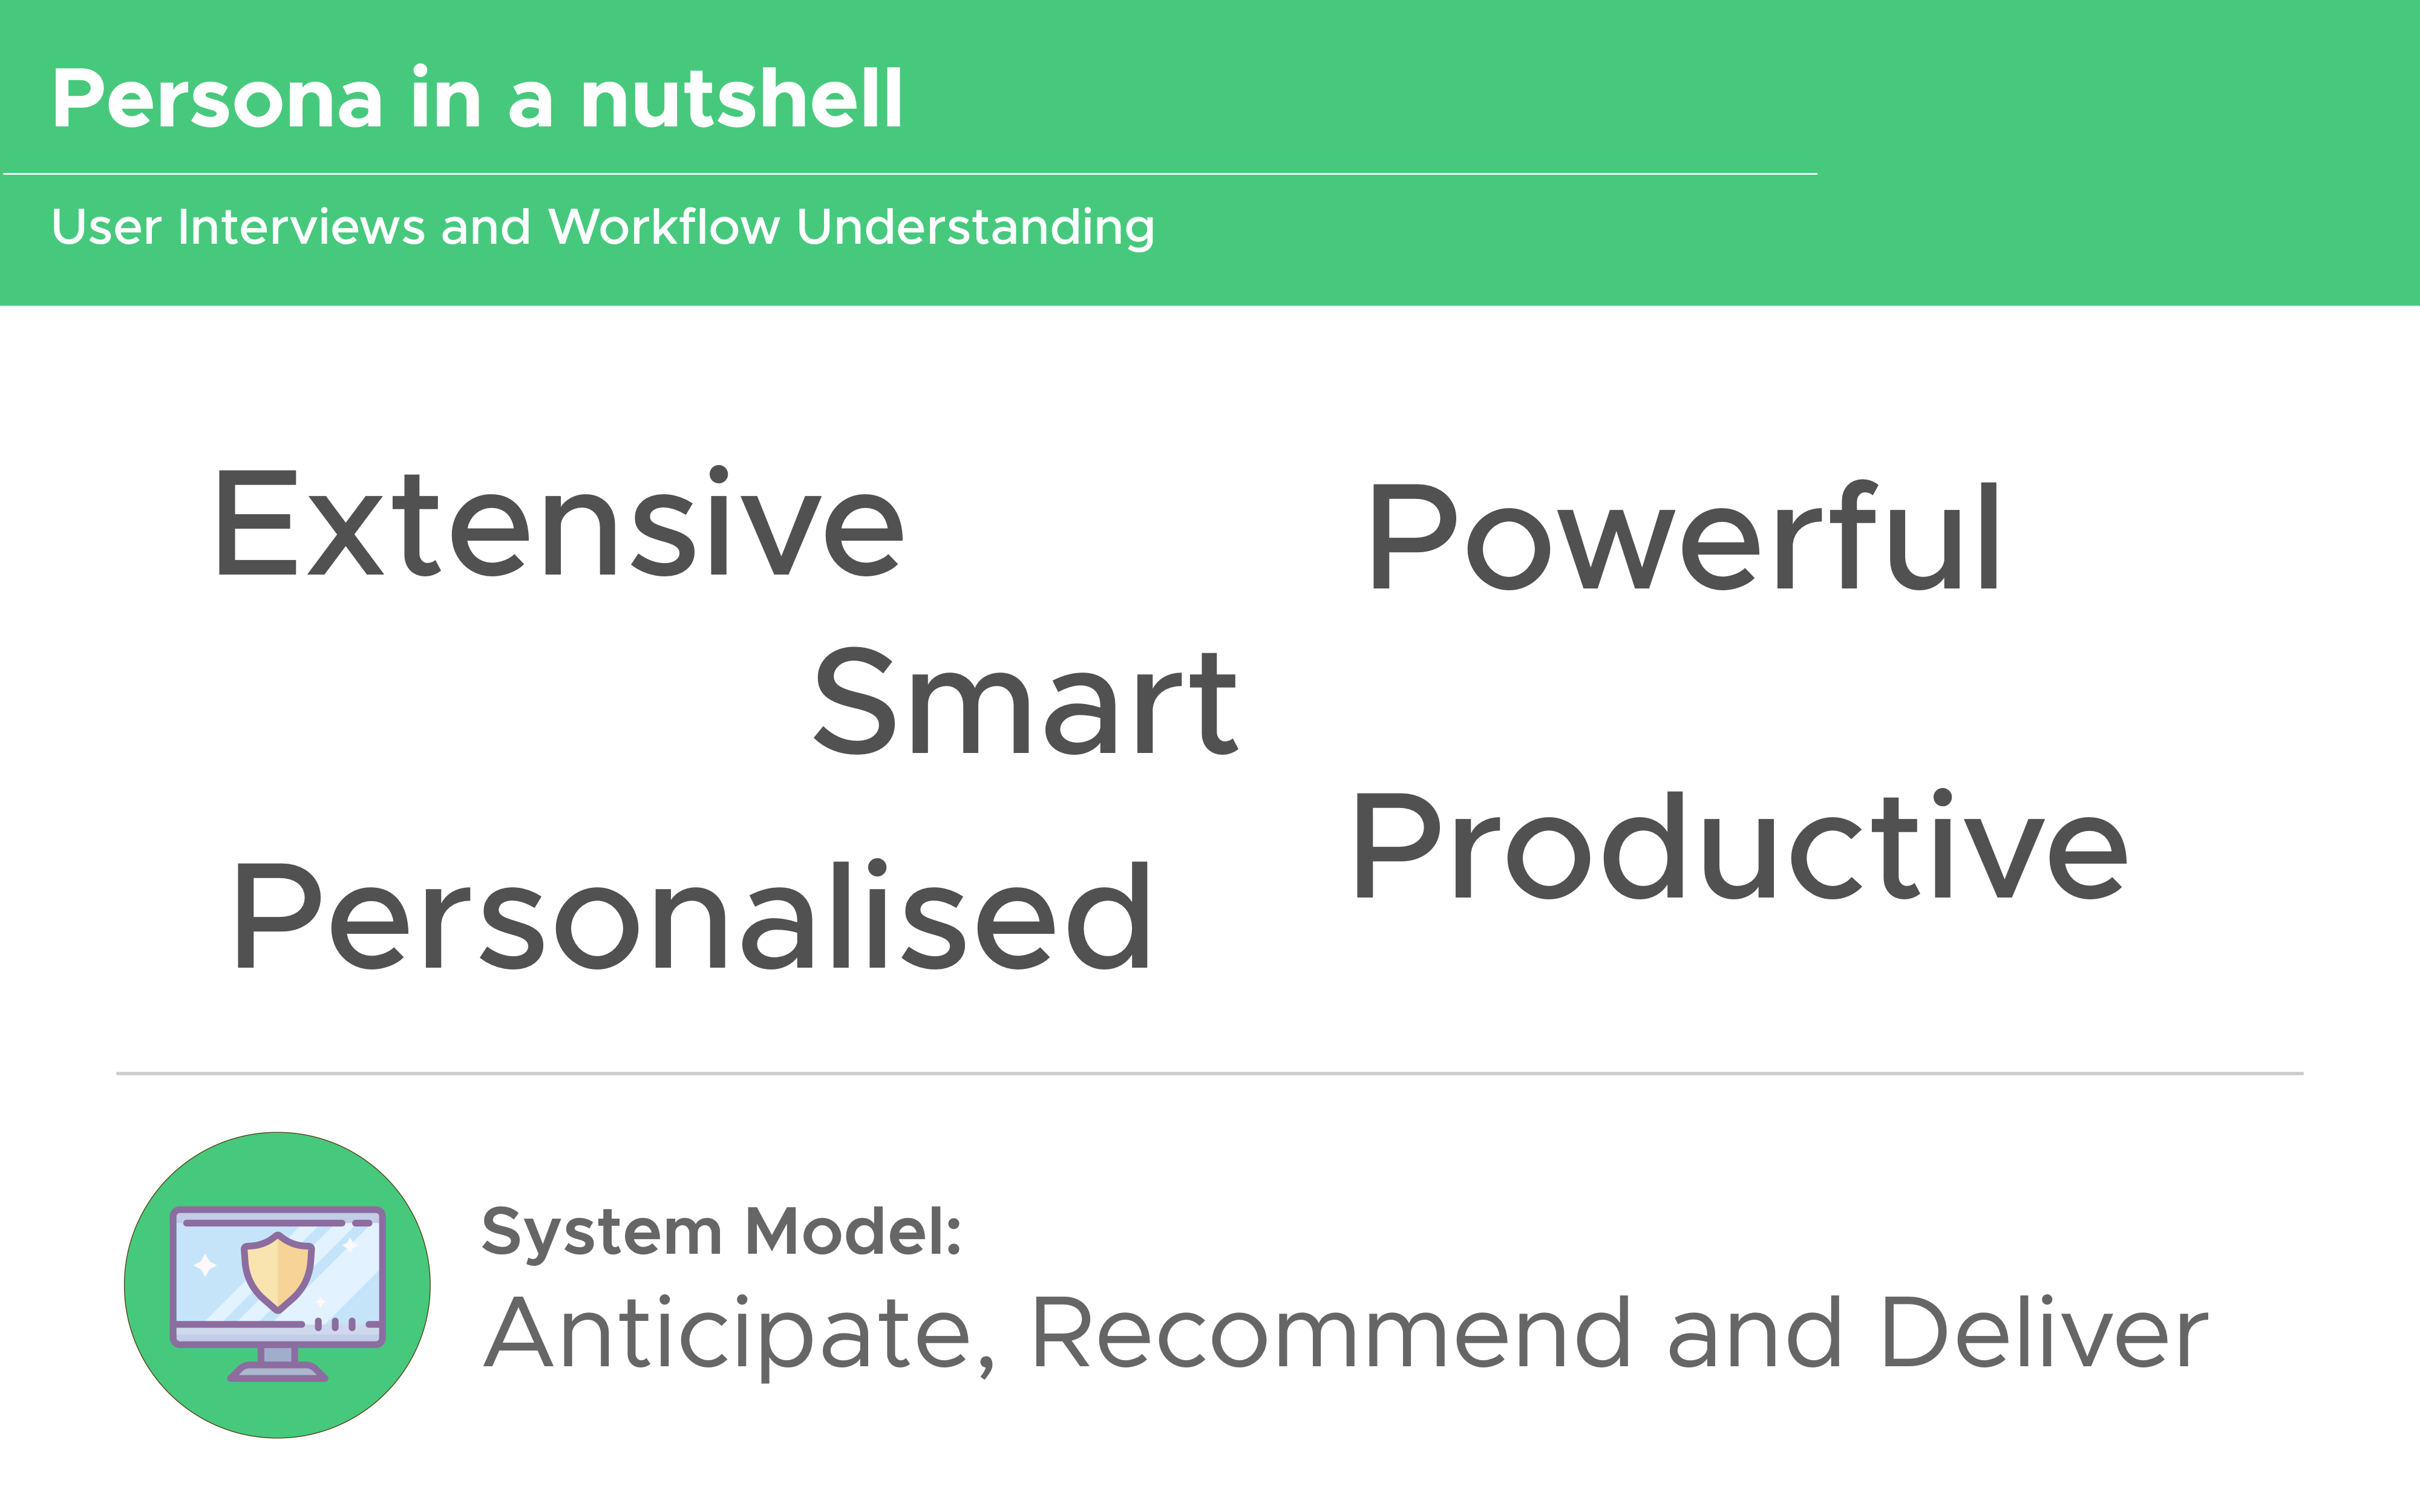 Persona in a nutshell
User Interviews and Workflow Understanding
Extensive
Powerful
Smart
Productive
Personalised
System Model:
Anticipate, Recommend and Deliver